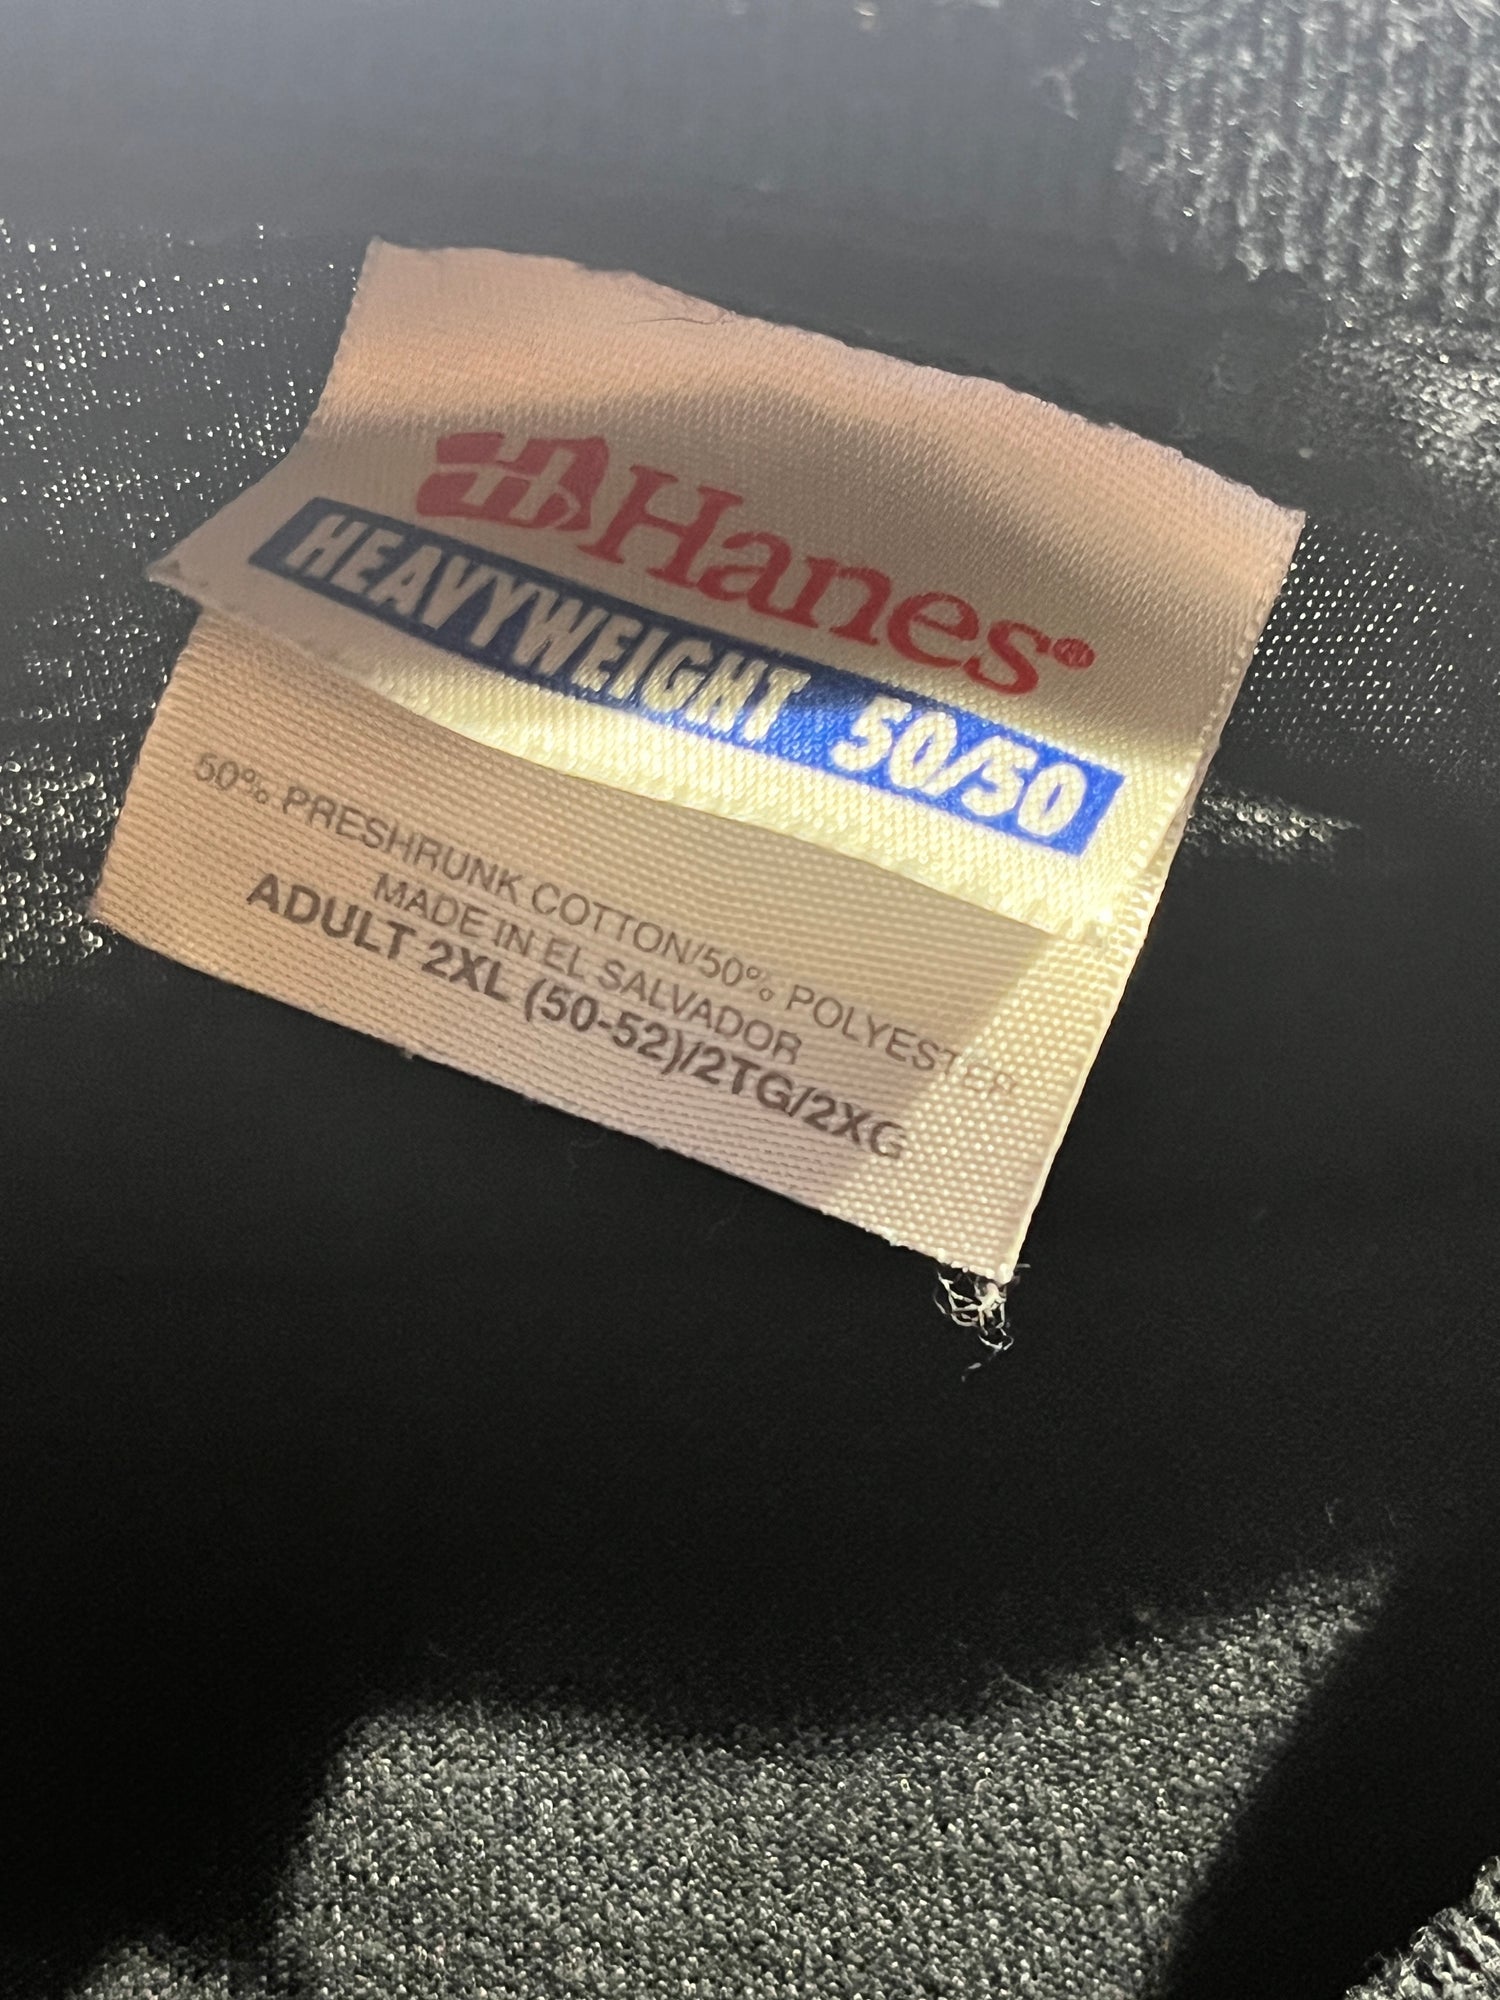 H Hanes®
HEAVYWEIGHT 50/50
50% PRESHRUNK COTTON/50% POLYESTER
MADE IN EL SALVADOR
ADULT 2XL (50-52)/2TG/2XG